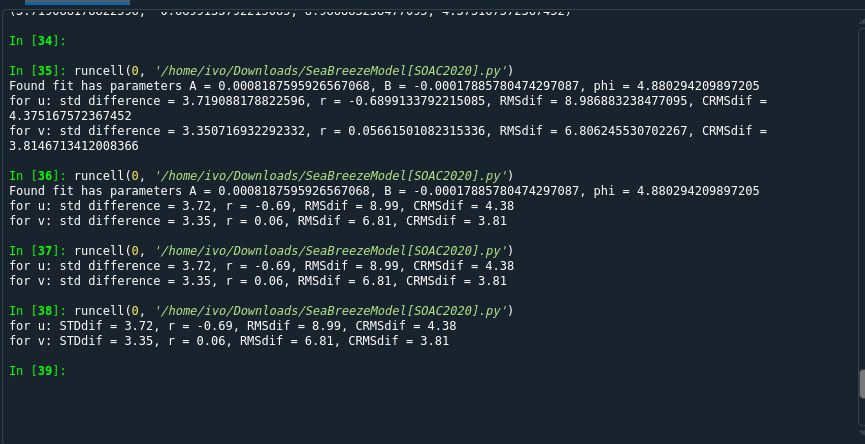 In [34]:
In [35]: runcell(0, '/home/ivo/Downloads/SeaBreezeModel[SOAC2020].py')
Found fit has parameters A = 0.0008187595926567068, B = -0.00017885780474297087, phi = 4.880294209897205
for u: std difference = 3.719088178822596, r = -0.6899133792215085, RMSdif = 8.986883238477095, CRMSdif =
4.375167572367452
for v: std difference = 3.350716932292332, r = 0.05661501082315336, RMSdif = 6.806245530702267, CRMSdif =
3.8146713412008366
In [36]: runcell(0, '/home/ivo/Downloads/SeaBreezeModel[SOAC2020].py')
Found fit has parameters A = 0.0008187595926567068, B = -0.00017885780474297087, phi = 4.880294209897205
for u: std difference = 3.72, r = -0.69, RMSdif = 8.99, CRMSdif = 4.38
for v: std difference = 3.35, r = 0.06, RMSdif = 6.81, CRMSdif = 3.81
In [37]: runcell(0, '/home/ivo/Downloads/SeaBreezeModel[SOAC2020].py')
for u: std difference = 3.72, r = -0.69, RMSdif = 8.99, CRMSdif = 4.38
for v: std difference = 3.35, r = 0.06, RMSdif = 6.81, CRMSdif = 3.81
In [38]: runcell(0, '/home/ivo/Downloads/SeaBreezeModel[SOAC2020].py')
for u: STDdif = 3.72, r = -0.69, RMSdif = 8.99, CRMSdif = 4.38
for v: STDdif = 3.35, r = 0.06, RMSdif = 6.81, CRMSdif = 3.81
In [39]: